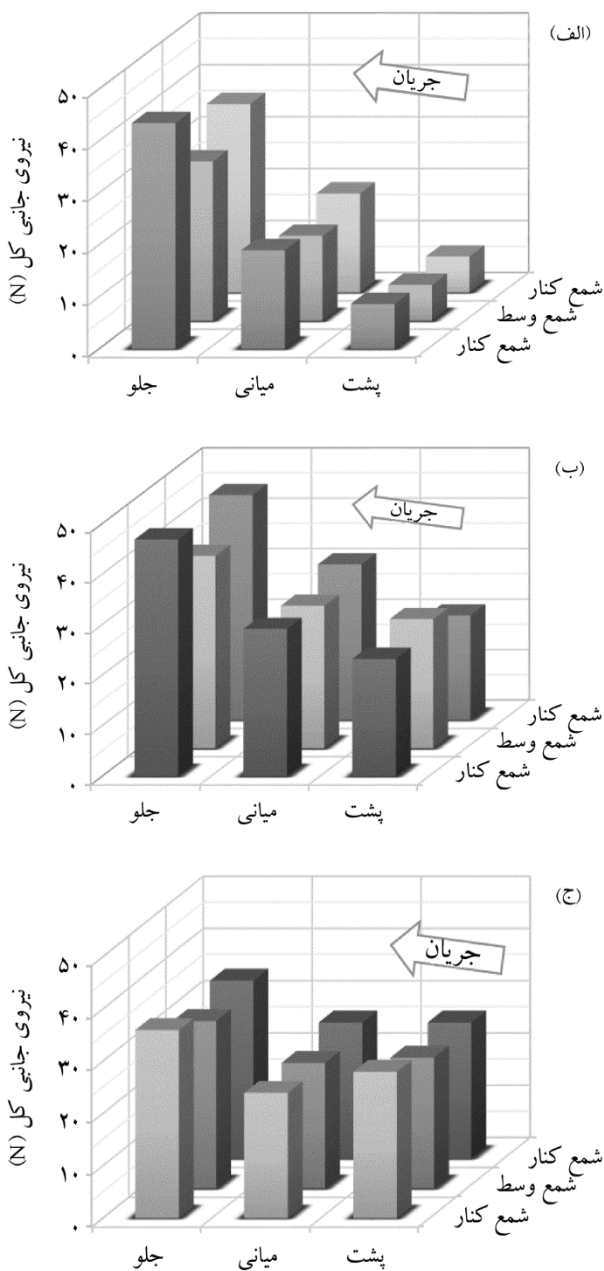 (الف)
جریان
نیروی جانبی کل (N)
۵۰
۴۰
۳۰
۲۰
۱۰
۰
شمع کنار
شمع وسط
شمع کنار
جلو
میانی
پشت
(ب)
جریان
نیروی جانبی کل (N)
۵۰
۴۰
۳۰
۲۰
۱۰
۰
شمع کنار
شمع وسط
شمع کنار
جلو
میانی
پشت
(ج)
جریان
نیروی جانبی کل (N)
۵۰
۴۰
۳۰
۲۰
۱۰
۰
شمع کنار
شمع وسط
شمع کنار
جلو
میانی
پشت